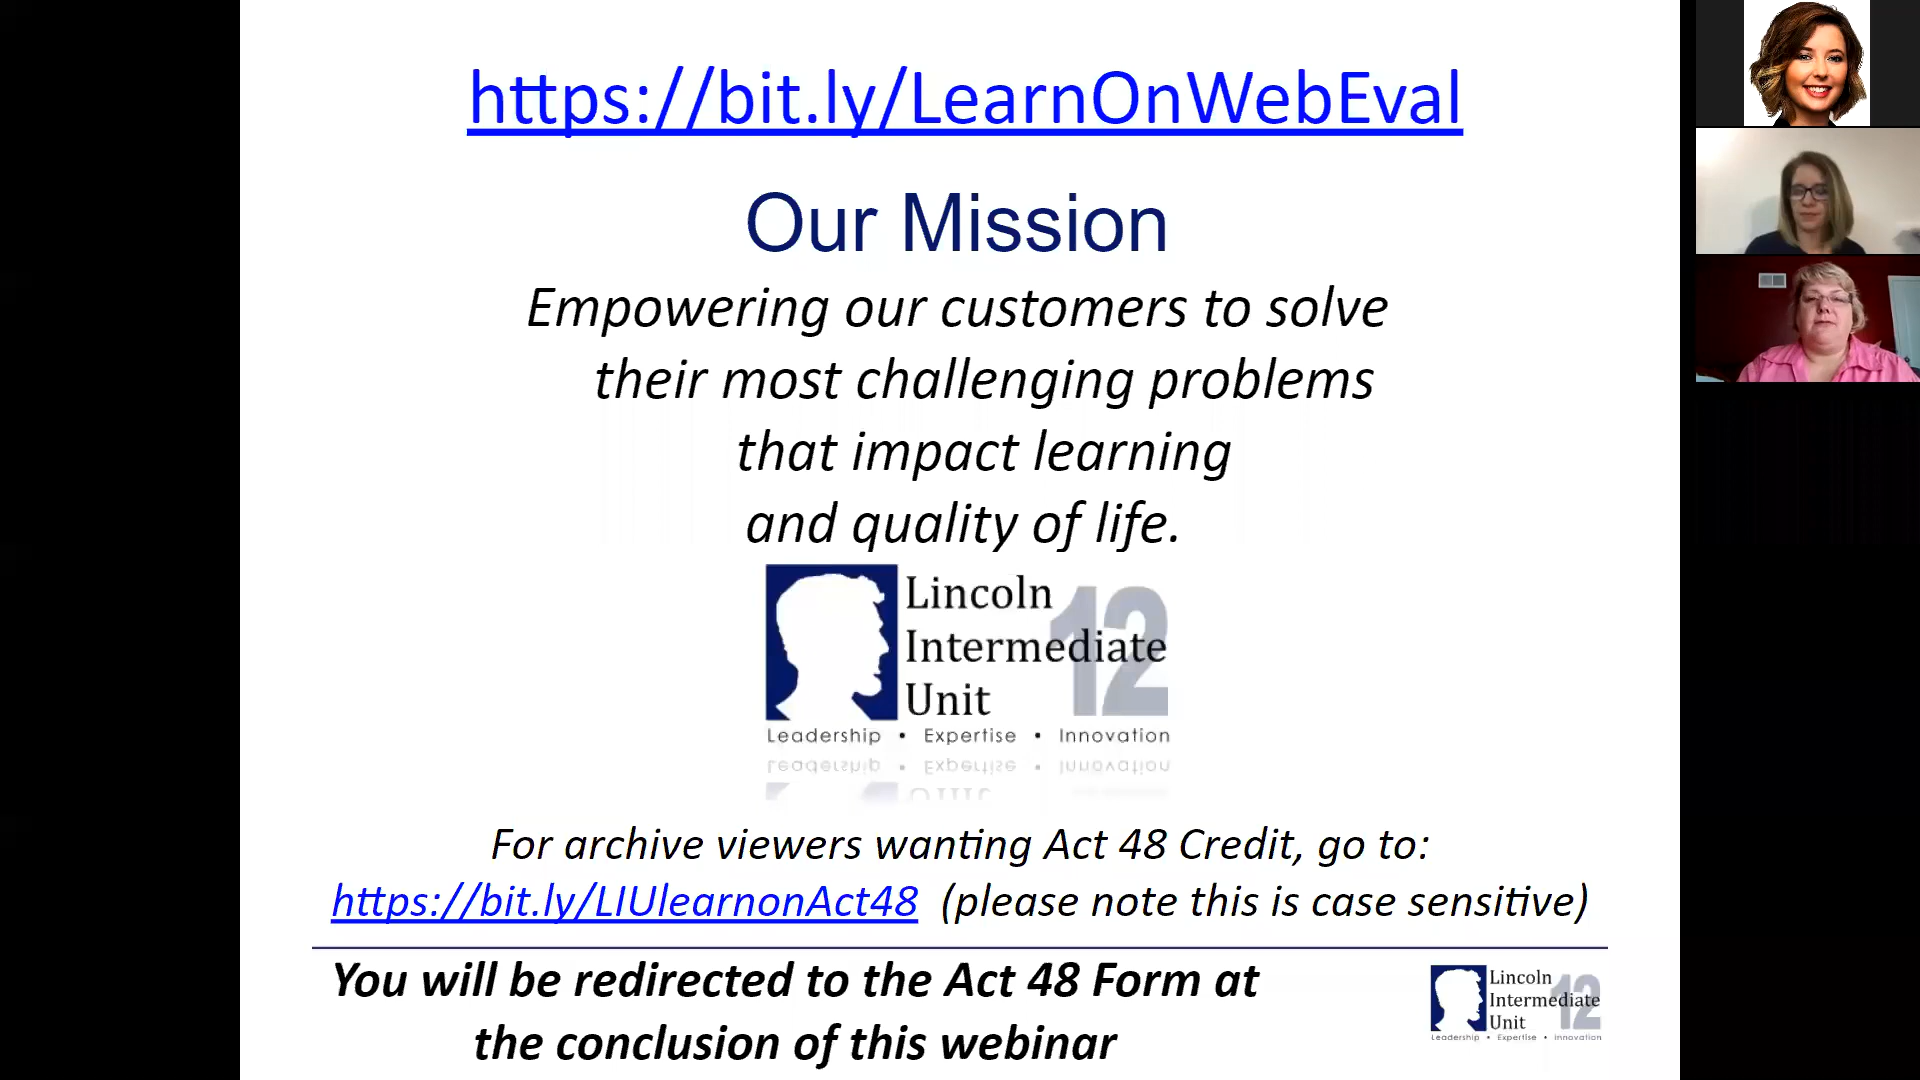 https://bit.ly/LearnOnWebEval
Our Mission
Empowering our customers to solve
their most challenging problems
that impact learning
and quality of life.
Lincoln
Intermediate
Unit
12
Leadership • Expertise • Innovation
For archive viewers wanting Act 48 Credit, go to:
https://bit.ly/LIUlearnonAct48 (please note this is case sensitive)
You will be redirected to the Act 48 Form at
the conclusion of this webinar
Lincoln
Intermediate
Unit
12
Leadership • Expertise • Innovation